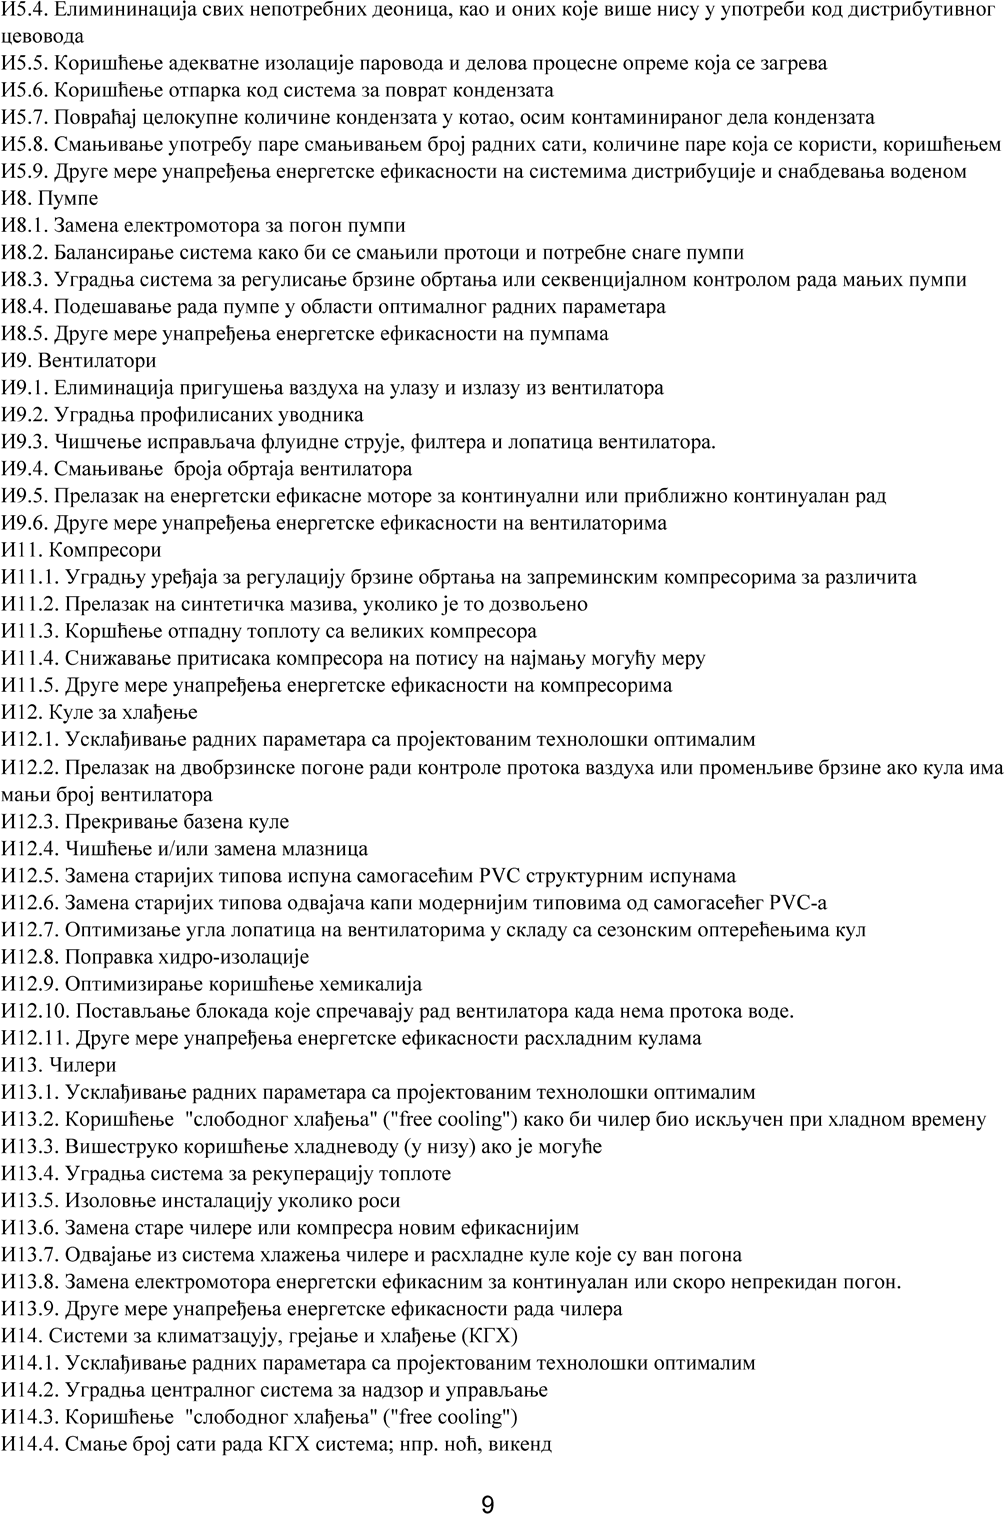 И5.4. Елимининација свих непотребних деоница, као и оних које више нису у употреби код дистрибутивног
цевовода
И5.5. Коришћење адекватне изолације паровода и делова процесне опреме која се загрева
И5.6. Коришћење отпарка код система за поврат кондензата
И5.7. Повраћај целокупне количине кондензата у котао, осим контаминираног дела кондензата
И5.8. Смањивање употребу паре смањивањем број радних сати, количине паре која се користи, коришћењем
И5.9. Друге мере унапређења енергетске ефикасности на системима дистрибуције и снабдевања воденом
И8. Пумпе
И8.1. Замена електромотора за погон пумпи
И8.2. Балансирање система како би се смањили протоци и потребне снаге пумпи
И8.3. Уградња система за регулисање брзине обртања или секвенцијалном контролом рада мањих пумпи
И8.4. Подешавање рада пумпе у области оптималног радних параметара
И8.5. Друге мере унапређења енергетске ефикасности на пумпама
И9. Вентилатори
И9.1. Елиминација пригушења ваздуха на улазу и излазу из вентилатора
И9.2. Уградња профилисаних уводника
И9.3. Чишчење исправљача флуидне струје, филтера и лопатица вентилатора.
И9.4. Смањивање  броја обртаја вентилатора
И9.5. Прелазак на енергетски ефикасне моторе за континуални или приближно континуалан рад
И9.6. Друге мере унапређења енергетске ефикасности на вентилаторима
И11. Компресори
И11.1. Уградњу уређаја за регулацију брзине обртања на запреминским компресорима за различита
И11.2. Прелазак на синтетичка мазива, уколико је то дозвољено
И11.3. Коршћење отпадну топлоту са великих компресора
И11.4. Снижавање притисака компресора на потису на најмању могућу меру
И11.5. Друге мере унапређења енергетске ефикасности на компресорима
И12. Куле за хлађење
И12.1. Усклађивање радних параметара са пројектованим технолошки оптималим
И12.2. Прелазак на двобрзинске погоне ради контроле протока ваздуха или променљиве брзине ако кула има
мањи број вентилатора
И12.3. Прекривање базена куле
И12.4. Чишћење и/или замена млазница
И12.5. Замена старијих типова испуна самогасећим PVC структурним испунама
И12.6. Замена старијих типова одвајача капи модернијим типовима од самогасећег PVC-а
И12.7. Оптимизање угла лопатица на вентилаторима у складу са сезонским оптерећењима кул
И12.8. Поправка хидро-изолације
И12.9. Оптимизирање коришћење хемикалија
И12.10. Постављање блокада које спречавају рад вентилатора када нема протока воде.
И12.11. Друге мере унапређења енергетске ефикасности расхладним кулама
И13. Чилери
И13.1. Усклађивање радних параметара са пројектованим технолошки оптималим
И13.2. Коришћење  "слободног хлађења" ("free cooling") како би чилер био искључен при хладном времену
И13.3. Вишеструко коришћење хладневоду (у низу) ако је могуће
И13.4. Уградња система за рекуперацију топлоте
И13.5. Изоловње инсталацију уколико роси
И13.6. Замена старе чилере или компресра новим ефикаснијим
И13.7. Одвајање из система хлажења чилере и расхладне куле које су ван погона
И13.8. Замена електромотора енергетски ефикасним за континуалан или скоро непрекидан погон.
И13.9. Друге мере унапређења енергетске ефикасности рада чилера
И14. Системи за климатзацују, грејање и хлађење (КГХ)
И14.1. Усклађивање радних параметара са пројектованим технолошки оптималим
И14.2. Уградња централног система за надзор и управљање
И14.3. Коришћење  "слободног хлађења" ("free cooling")
И14.4. Смање број сати рада КГХ система; нпр. ноћ, викенд
9